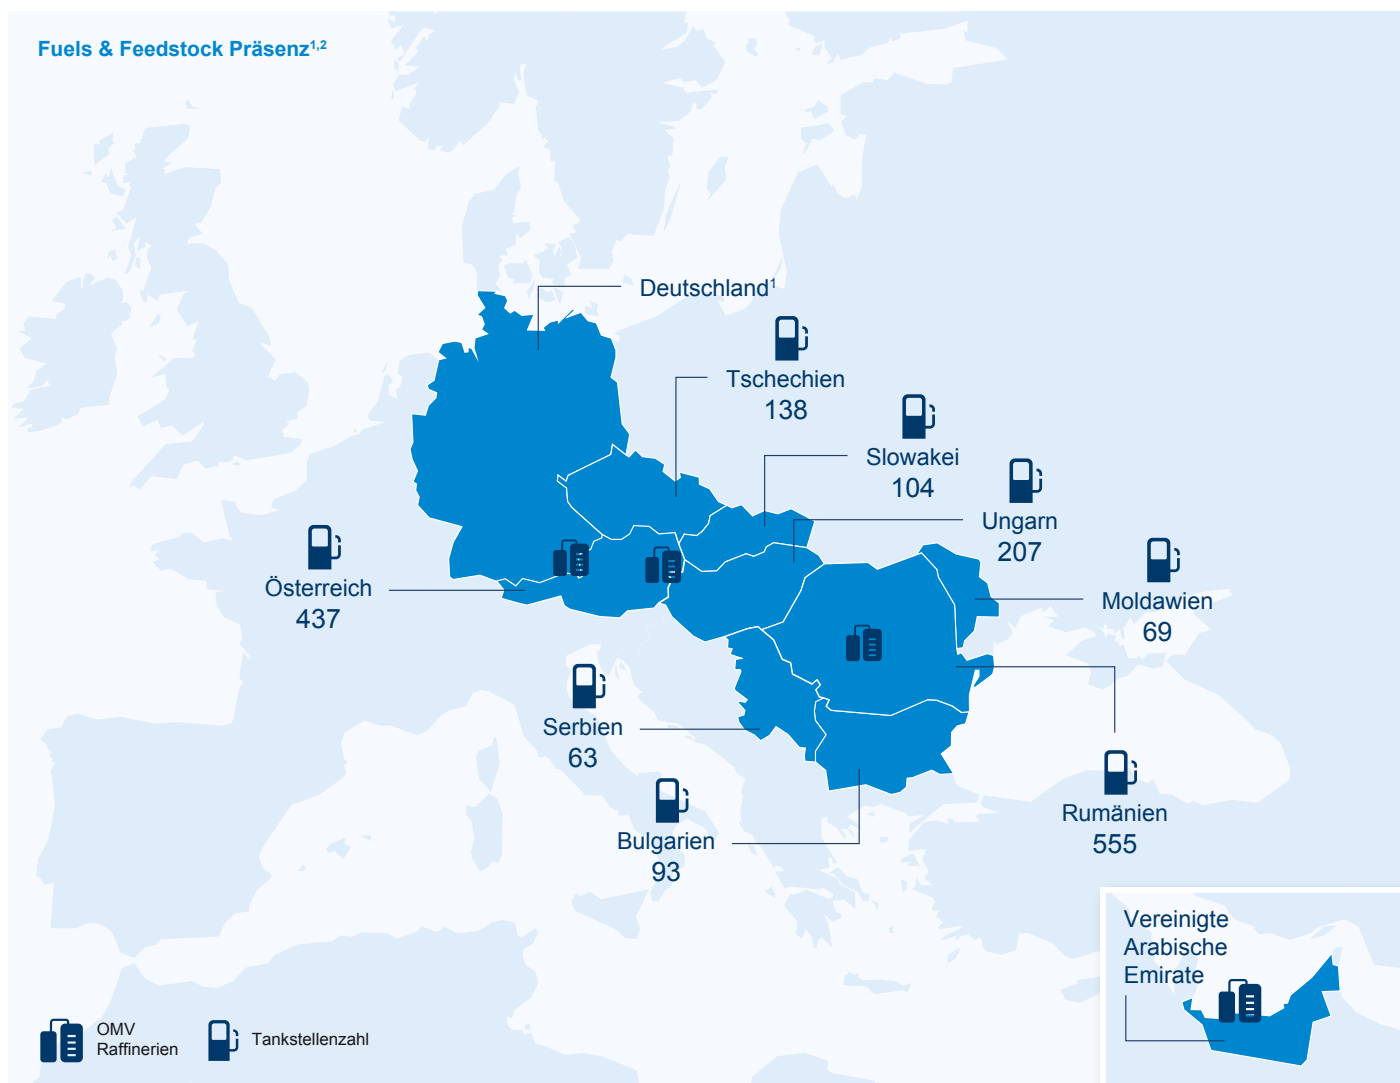 Fuels & Feedstock Präsenz¹,²
Deutschland¹
Tschechien
138
Slowakei
104
Ungarn
207
Österreich
437
Moldawien
69
Serbien
63
Rumänien
555
Bulgarien
93
Vereinigte
Arabische
Emirate
OMV
Raffinerien
Tankstellenzahl